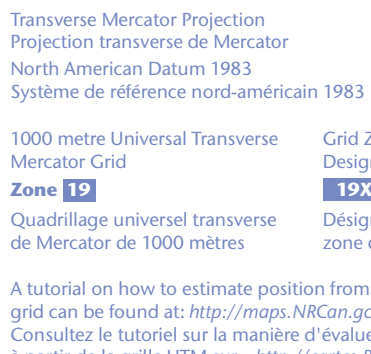 Transverse Mercator Projection
Projection transverse de Mercator
North American Datum 1983
Système de référence nord-américain 1983
1000 metre Universal Transverse
Mercator Grid
Zone 19
Quadrillage universel transverse
de Mercator de 1000 mètres
Grid
19X
A tutorial on how to estimate position from
grid can be found at: http://maps.NRCan.gc
Consultez le tutoriel sur la manière d'évalue